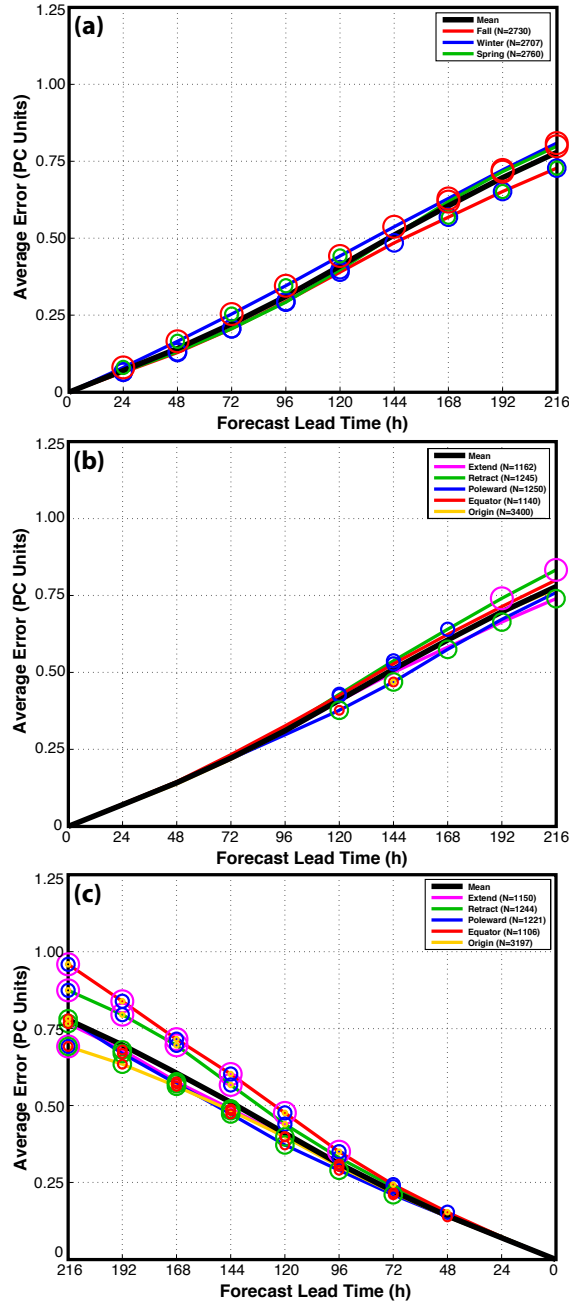 (a)
Mean
Fall (N=2730)
Winter (N=2707)
Spring (N=2760)
1.25
1.00
0.75
0.50
0.25
0
Average Error (PC Units)
0 24 48 72 96 120 144 168 192 216
Forecast Lead Time (h)
(b)
Mean
Extend (N=1162)
Retract (N=1245)
Poleward (N=1250)
Equator (N=1140)
Origin (N=3400)
1.25
1.00
0.75
0.50
0.25
0
Average Error (PC Units)
0 24 48 72 96 120 144 168 192 216
Forecast Lead Time (h)
(c)
Mean
Extend (N=1150)
Retract (N=1244)
Poleward (N=1221)
Equator (N=1106)
Origin (N=3197)
1.25
1.00
0.75
0.50
0.25
0
Average Error (PC Units)
216 192 168 144 120 96 72 48 24 0
Forecast Lead Time (h)